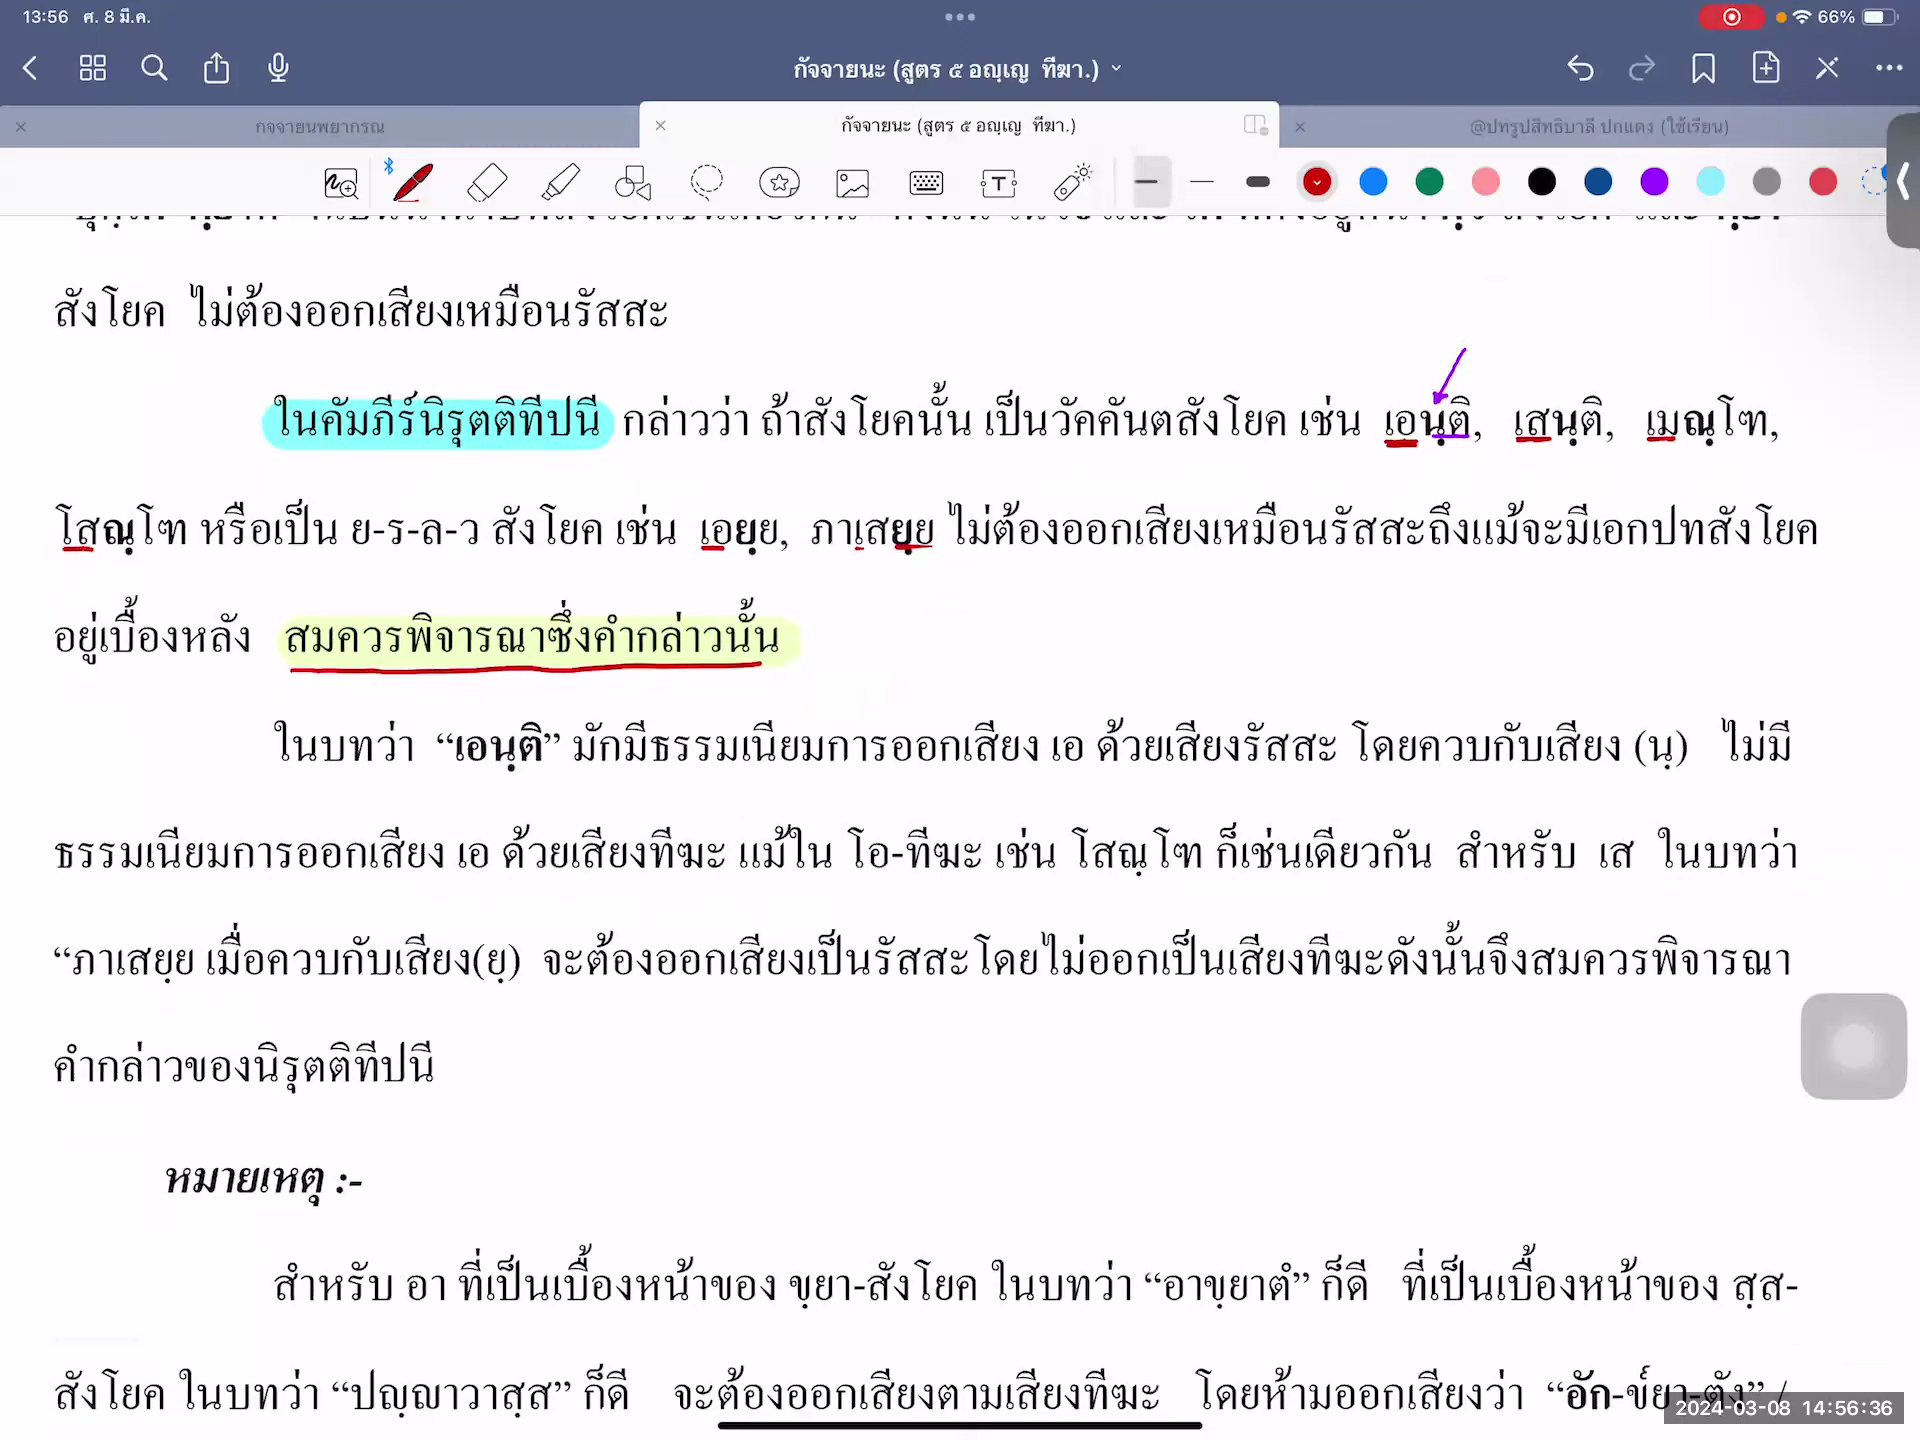 13:56 ศ. 8 มี.ค.
66%
กัจจายนะ (สูตร ๕ อญฺเญ ทีฆา.)
กจจายนพยากรณ
กัจจายนะ (สูตร ๕ อญฺเญ ทีฆา.)
@ปทรูปสิทธิบาลี ปกแดง (ใช้เรียน)
สังโยค ไม่ต้องออกเสียงเหมือนรัสสะ
ในคัมภีร์นิรุตติทีปนี กล่าวว่า ถ้าสังโยคนั้น เป็นวัคคันตสังโยค เช่น เอนฺติ, เสนฺติ, เมณฺโฑ,
โสณฺโฑ หรือเป็น ย-ร-ล-ว สังโยค เช่น เอยฺย, ภาเสยฺย ไม่ต้องออกเสียงเหมือนรัสสะถึงแม้จะมีเอกปทสังโยค
อยู่เบื้องหลัง สมควรพิจารณาซึ่งคำกล่าวนั้น
ในบทว่า “เอนฺติ” มักมีธรรมเนียมการออกเสียง เอ ด้วยเสียงรัสสะ โดยควบกับเสียง (นฺ) ไม่มี
ธรรมเนียมการออกเสียง เอ ด้วยเสียงทีฆะ แม้ใน โอ-ทีฆะ เช่น โสณฺโฑ ก็เช่นเดียวกัน สำหรับ เส ในบทว่า
“ภาเสยฺย เมื่อควบกับเสียง(ยฺ) จะต้องออกเสียงเป็นรัสสะโดยไม่ออกเป็นเสียงทีฆะดังนั้นจึงสมควรพิจารณา
คำกล่าวของนิรุตติทีปนี
หมายเหตุ :-
สำหรับ อา ที่เป็นเบื้องหน้าของ ขฺยา-สังโยค ในบทว่า “อาขฺยาตํ” ก็ดี ที่เป็นเบื้องหน้าของ สฺส-
สังโยค ในบทว่า “ปญฺญาวาสฺส” ก็ดี จะต้องออกเสียงตามเสียงทีฆะ โดยห้ามออกเสียงว่า “อัก-ข์ยา-ตัง” /
2024-03-08 14:56:36